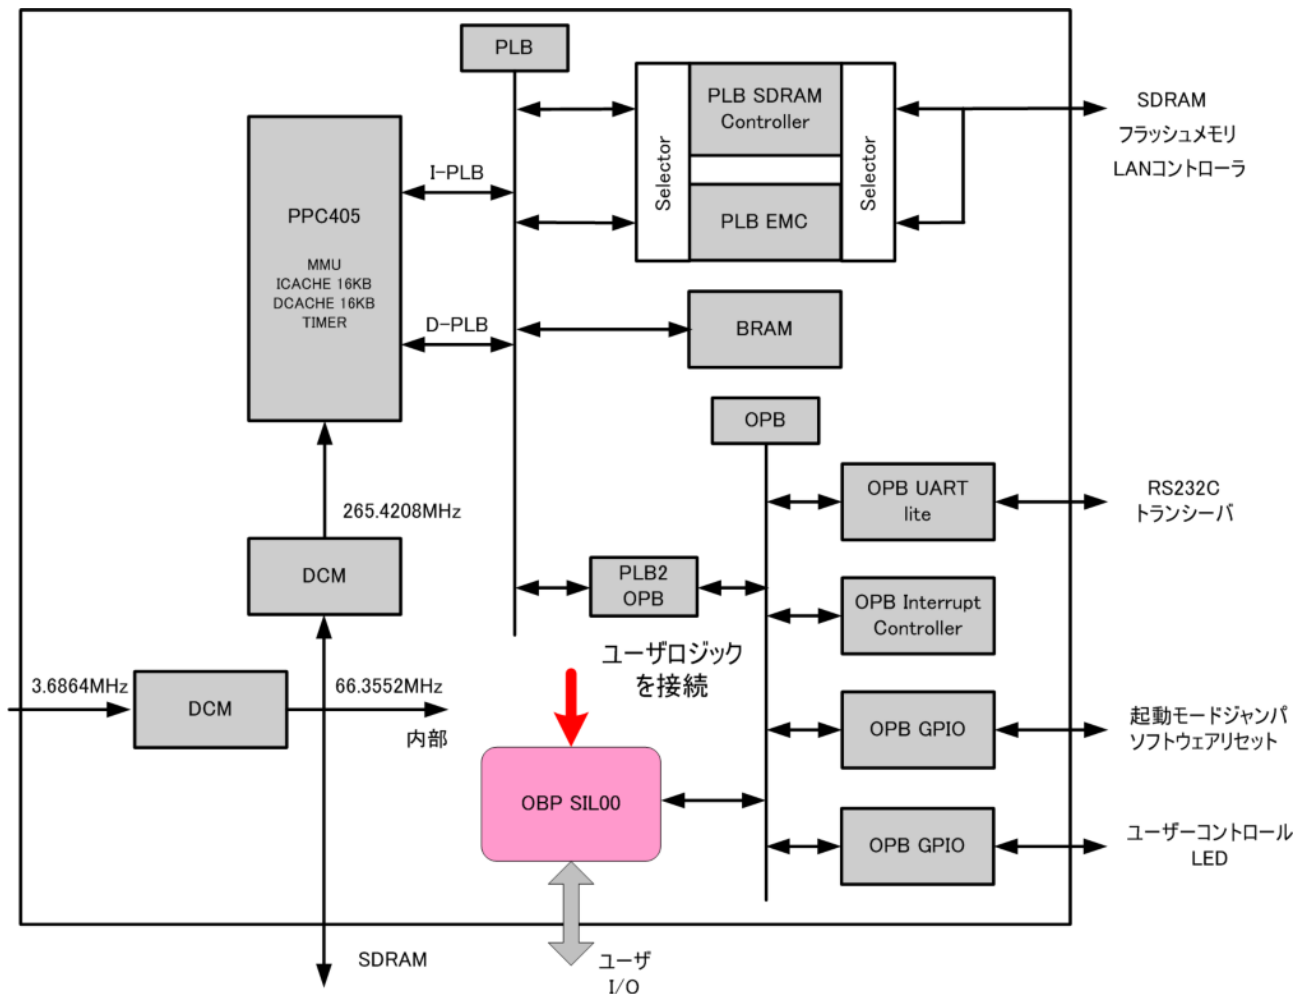 PLB
PLB SDRAM
Controller
Selector
Selector
SDRAM
フラッシュメモリ
LANコントローラ
I-PLB
PPC405
PLB EMC
MMU
ICACHE 16KB
DCACHE 16KB
TIMER
D-PLB
BRAM
OPB
OPB UART
lite
RS232C
トランシーバ
265.4208MHz
DCM
PLB2
OPB
OPB Interrupt
Controller
ユーザロジック
を接続
3.6864MHz
DCM
66.3552MHz
内部
OPB GPIO
起動モードジャンパ
ソフトウェアリセット
OBP SIL00
OPB GPIO
ユーザーコントロール
LED
SDRAM
ユーザ
I/O